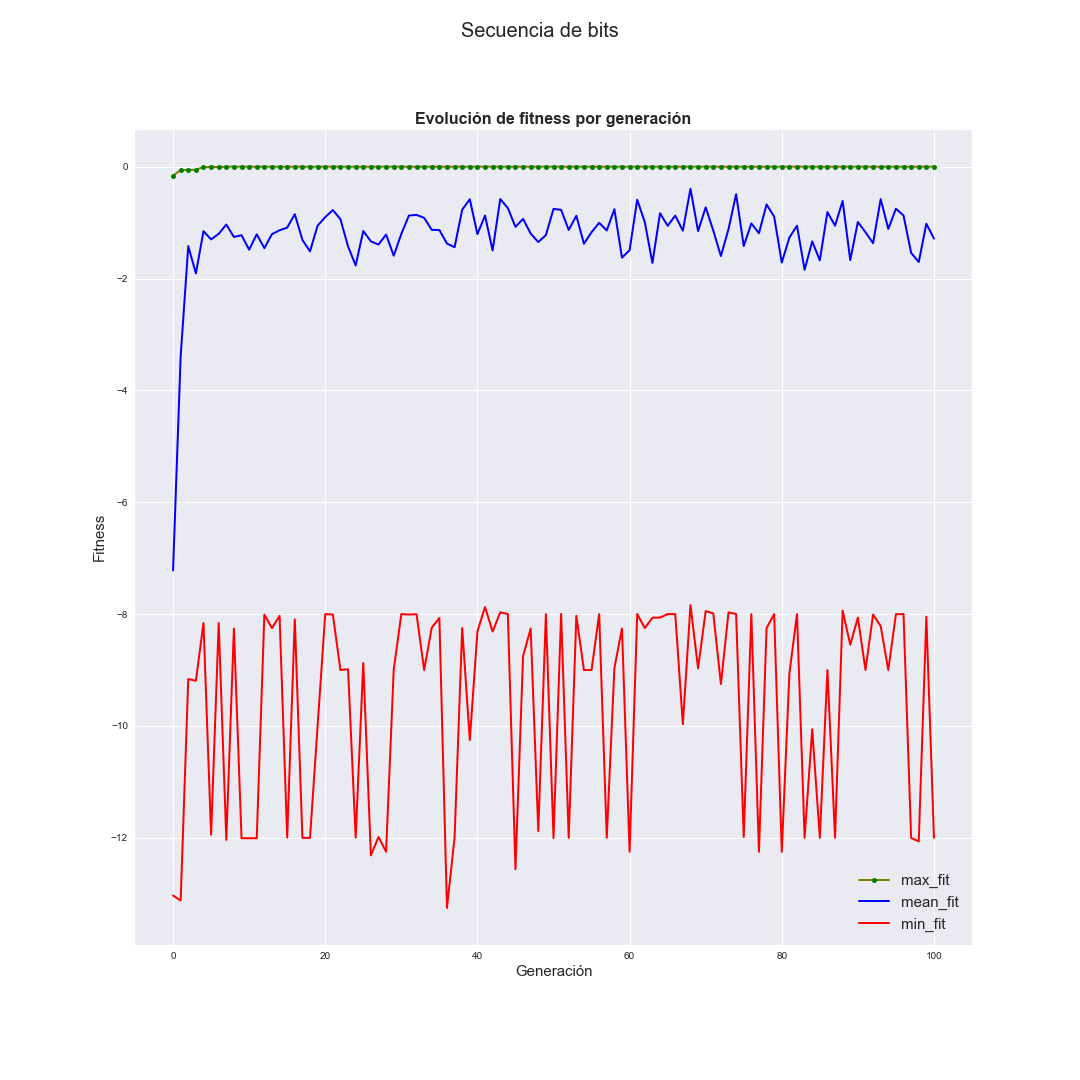 Secuencia de bits
Evolución de fitness por generación
0
−2
−4
−6
−8
−10
−12
Fitness
0 20 40 60 80 100
Generación
max_fit
mean_fit
min_fit